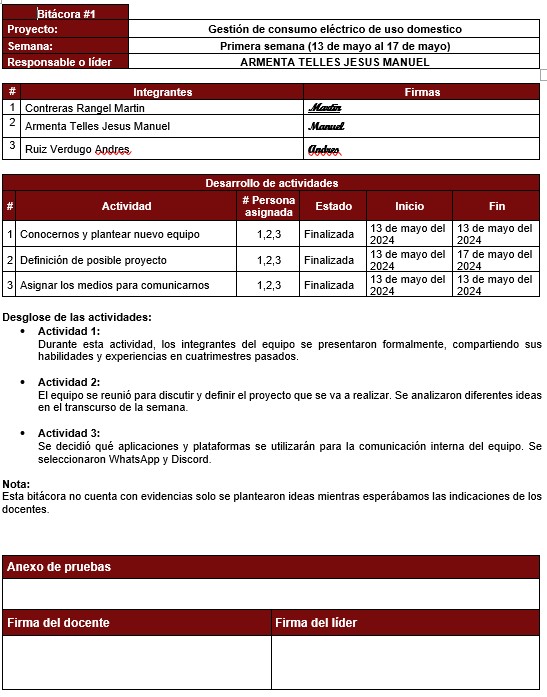 Bitácora #1
Proyecto: Gestión de consumo eléctrico de uso domestico
Semana: Primera semana (13 de mayo al 17 de mayo)
Responsable o líder ARMENTA TELLES JESUS MANUEL
# Integrantes Firmas
1 Contreras Rangel Martin Martin
2 Armenta Telles Jesus Manuel Manuel
3 Ruiz Verdugo Andres Andres
Desarrollo de actividades
# Actividad # Persona asignada Estado Inicio Fin
1 Conocernos y plantear nuevo equipo 1,2,3 Finalizada 13 de mayo del 2024 13 de mayo del 2024
2 Definición de posible proyecto 1,2,3 Finalizada 13 de mayo del 2024 17 de mayo del 2024
3 Asignar los medios para comunicarnos 1,2,3 Finalizada 13 de mayo del 2024 13 de mayo del 2024
Desglose de las actividades:
• Actividad 1:
Durante esta actividad, los integrantes del equipo se presentaron formalmente, compartiendo sus
habilidades y experiencias en cuatrimestres pasados.
• Actividad 2:
El equipo se reunió para discutir y definir el proyecto que se va a realizar. Se analizaron diferentes ideas
en el transcurso de la semana.
• Actividad 3:
Se decidió qué aplicaciones y plataformas se utilizarán para la comunicación interna del equipo. Se
seleccionaron WhatsApp y Discord.
Nota:
Esta bitácora no cuenta con evidencias solo se plantearon ideas mientras esperábamos las indicaciones de los
docentes.
Anexo de pruebas
Firma del docente Firma del líder